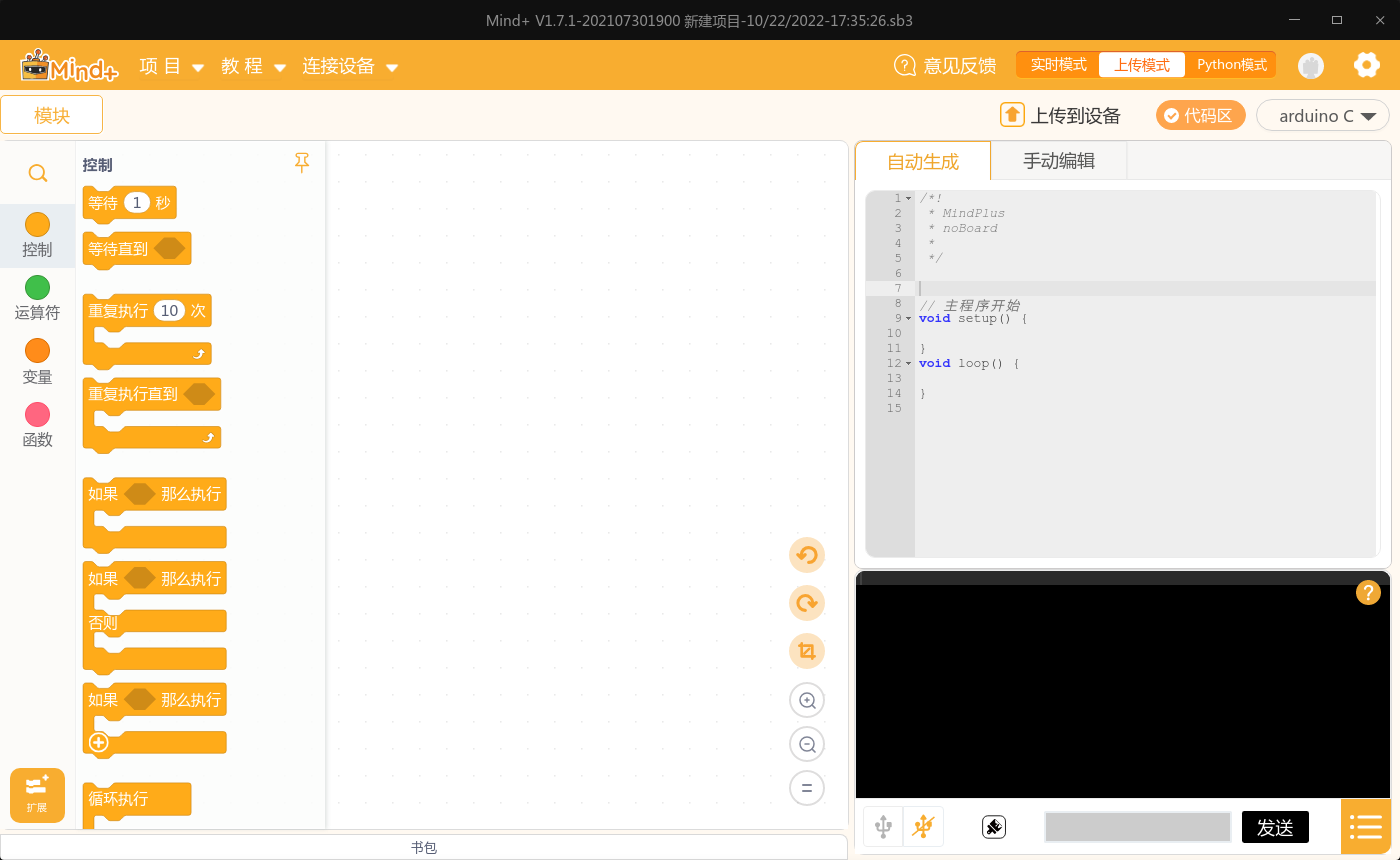 Mind+ V1.7.1-202107301900 新建项目-10/22/2022-17:35:26.sb3
Mind+ 项 目 教 程 连接设备 意见反馈 实时模式 上传模式 Python模式
模块 上传到设备 代码区 arduino C
控制
运算符
变量
函数
扩展
控制
等待 1 秒
等待直到
重复执行 10 次
重复执行直到
如果 那么执行
如果 那么执行
否则
如果 那么执行
循环执行
书包
自动生成 手动编辑
1 /*!
2 * MindPlus
3 * noBoard
4 *
5 */
6
7
8 // 主程序开始
9 void setup() {
10
11 }
12 void loop() {
13
14 }
15
?
发送